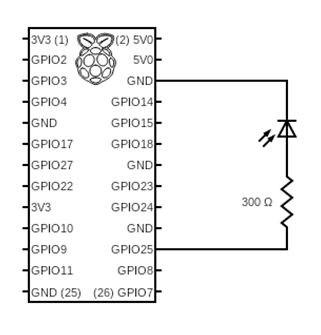 3V3 (1) (2) 5V0
GPIO2 5V0
GPIO3 GND
GPIO4 GPIO14
GND GPIO15
GPIO17 GPIO18
GPIO27 GND
GPIO22 GPIO23
3V3 GPIO24
GPIO10 GND
GPIO9 GPIO25
GPIO11 GPIO8
GND (25) (26) GPIO7
300 Ω